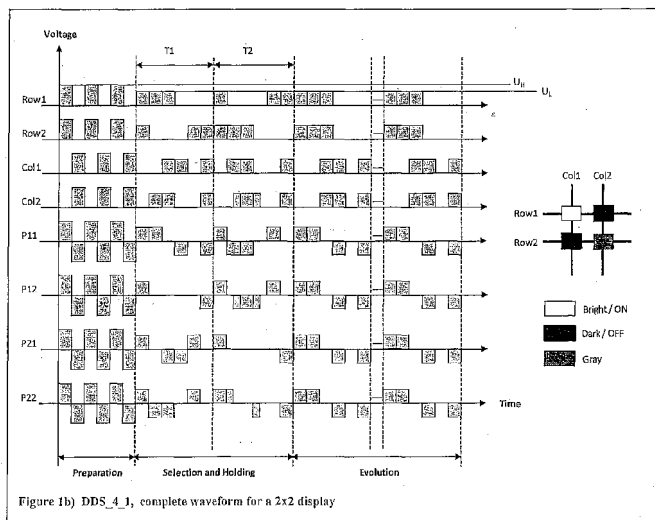 Voltage
T1 T2
U_H
U_L
Row1
Row2
Col1
Col2
P11
P12
P21
P22
Time
Preparation Selection and Holding Evolution
Col1 Col2
Row1
Row2
Bright / ON
Dark / OFF
Gray
Figure 1b) DDS_4_1, complete waveform for a 2x2 display